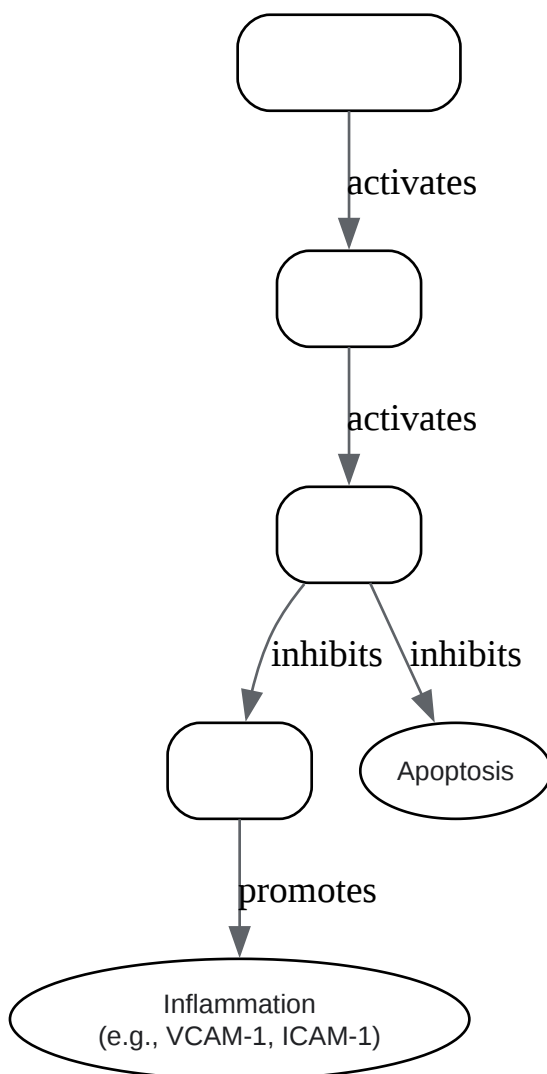 activates
activates
inhibits
inhibits
Apoptosis
promotes
Inflammation
(e.g., VCAM-1, ICAM-1)